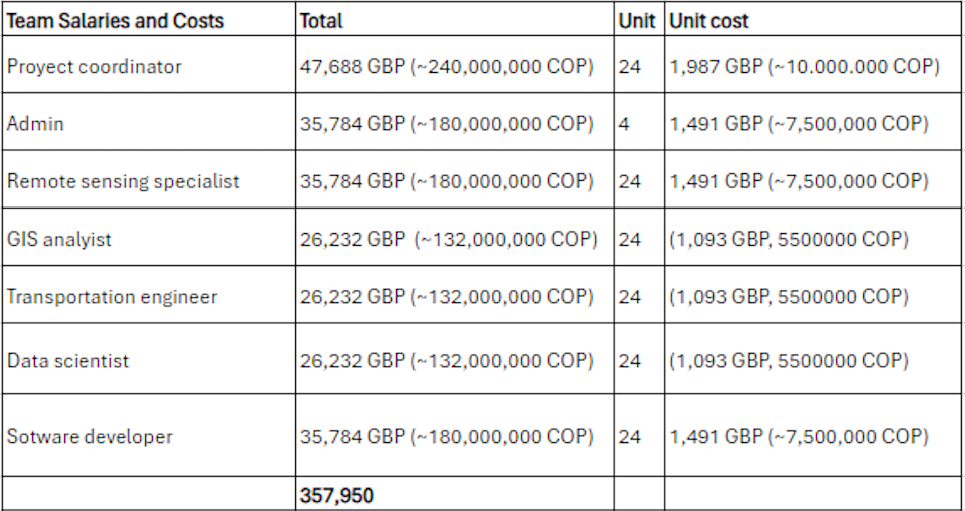 Team Salaries and Costs Total Unit Unit cost
Proyect coordinator 47,688 GBP (~240,000,000 COP) 24 1,987 GBP (~10.000.000 COP)
Admin 35,784 GBP (~180,000,000 COP) 4 1,491 GBP (~7,500,000 COP)
Remote sensing specialist 35,784 GBP (~180,000,000 COP) 24 1,491 GBP (~7,500,000 COP)
GIS analyist 26,232 GBP (~132,000,000 COP) 24 (1,093 GBP, 5500000 COP)
Transportation engineer 26,232 GBP (~132,000,000 COP) 24 (1,093 GBP, 5500000 COP)
Data scientist 26,232 GBP (~132,000,000 COP) 24 (1,093 GBP, 5500000 COP)
Sotware developer 35,784 GBP (~180,000,000 COP) 24 1,491 GBP (~7,500,000 COP)
357,950